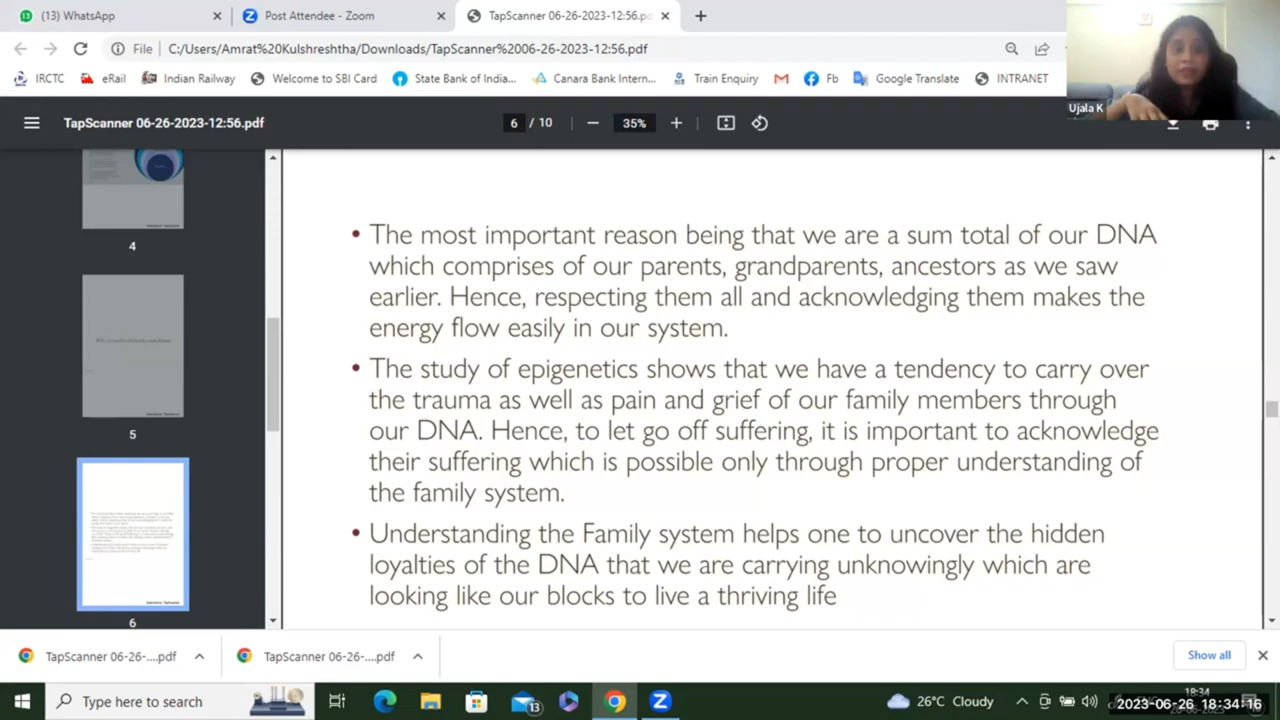 (13) WhatsApp
Post Attendee - Zoom
TapScanner 06-26-2023-12:56.pd
File
C:/Users/Amrat%20Kulshreshtha/Downloads/TapScanner%2006-26-2023-12:56.pdf
IRCTC
eRail
Indian Railway
Welcome to SBI Card
State Bank of India...
Canara Bank Intern...
Train Enquiry
Fb
Google Translate
INTRANET
Ujala K
TapScanner 06-26-2023-12:56.pdf
6 / 10
35%
4
5
6
• The most important reason being that we are a sum total of our DNA
which comprises of our parents, grandparents, ancestors as we saw
earlier. Hence, respecting them all and acknowledging them makes the
energy flow easily in our system.
• The study of epigenetics shows that we have a tendency to carry over
the trauma as well as pain and grief of our family members through
our DNA. Hence, to let go off suffering, it is important to acknowledge
their suffering which is possible only through proper understanding of
the family system.
• Understanding the Family system helps one to uncover the hidden
loyalties of the DNA that we are carrying unknowingly which are
looking like our blocks to live a thriving life
TapScanner 06-26-....pdf
TapScanner 06-26-....pdf
Show all
Type here to search
13
26°C Cloudy
18:34
2023-06-26 18:34:16